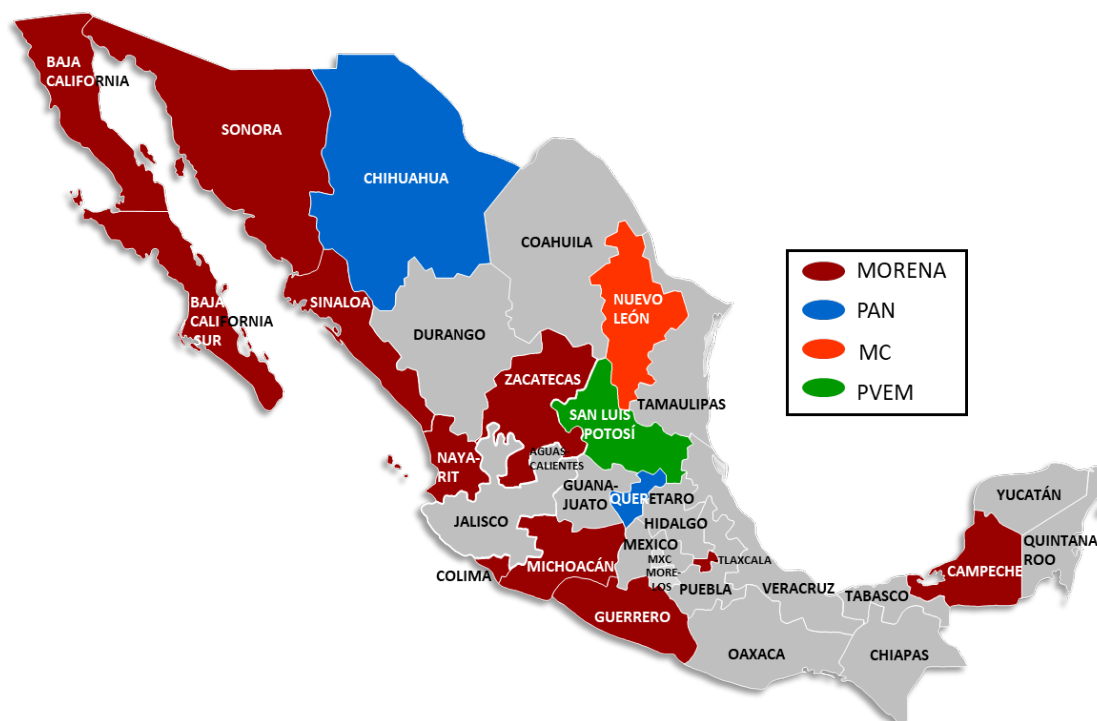 BAJA
CALIFORNIA
SONORA
CHIHUAHUA
COAHUILA
BAJA
CALIFORNIA
SUR
SINALOA
NUEVO
LEÓN
DURANGO
ZACATECAS
TAMAULIPAS
SAN LUIS
POTOSÍ
NAYA-
RIT
AGUAS-
CALIENTES
GUANA-
JUATO
QUERETARO
JALISCO
HIDALGO
MEXICO
MXC
MORE-
LOS
TLAXCALA
COLIMA
MICHOACÁN
PUEBLA
VERACRUZ
GUERRERO
OAXACA
TABASCO
CHIAPAS
CAMPECHE
YUCATÁN
QUINTANA
ROO
MORENA
PAN
MC
PVEM